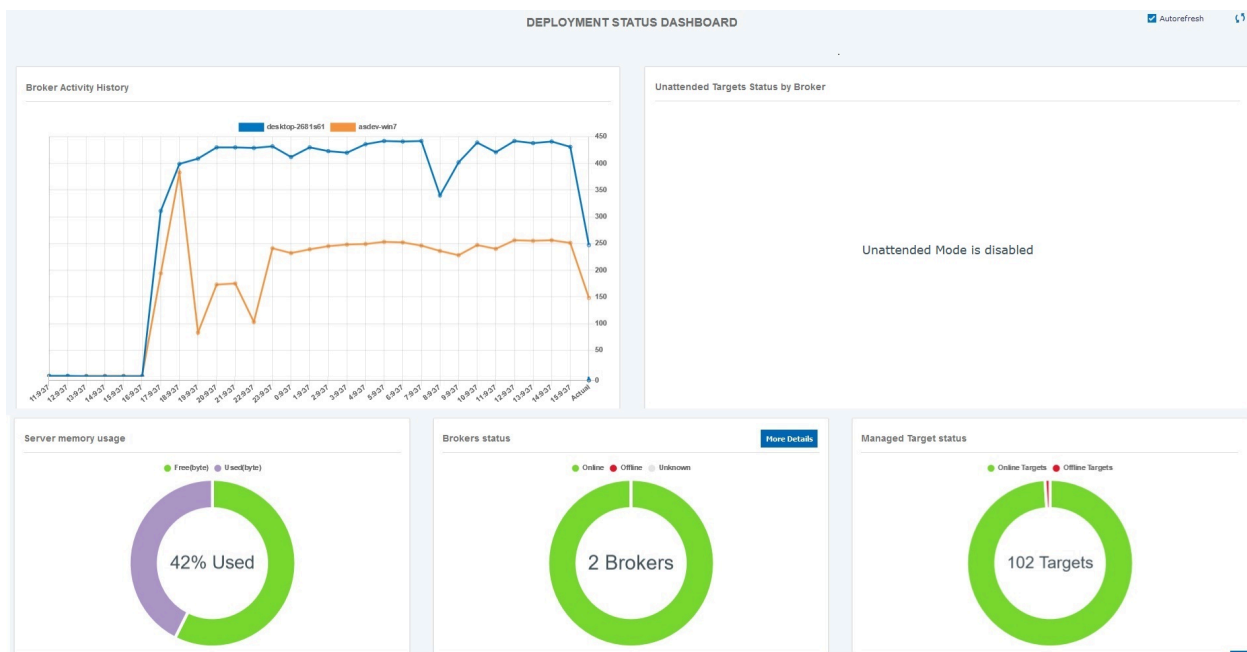 DEPLOYMENT STATUS DASHBOARD
Autorefresh
Broker Activity History
Unattended Targets Status by Broker
desktop-2681s61 asdev-win7
450
400
350
300
250
200
150
100
50
0
11:9:37 12:9:37 13:9:37 14:9:37 15:9:37 16:9:37 17:9:37 18:9:37 19:9:37 20:9:37 21:9:37 22:9:37 23:9:37 0:9:37 1:9:37 2:9:37 3:9:37 4:9:37 5:9:37 6:9:37 7:9:37 8:9:37 9:9:37 10:9:37 11:9:37 12:9:37 13:9:37 14:9:37 15:9:37 Actual
Unattended Mode is disabled
Server memory usage
Free(byte) Used(byte)
42% Used
Brokers status
More Details
Online Offline Unknown
2 Brokers
Managed Target status
Online Targets Offline Targets
102 Targets